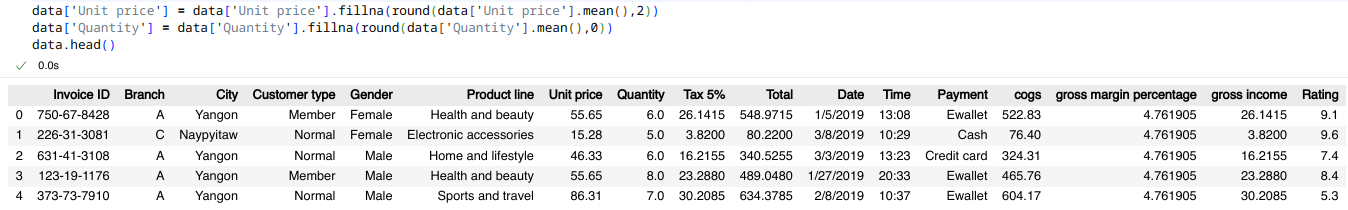 data['Unit price'] = data['Unit price'].fillna(round(data['Unit price'].mean(),2))
data['Quantity'] = data['Quantity'].fillna(round(data['Quantity'].mean(),0))
data.head()
✓ 0.0s
Invoice ID Branch City Customer type Gender Product line Unit price Quantity Tax 5% Total Date Time Payment cogs gross margin percentage gross income Rating
0 750-67-8428 A Yangon Member Female Health and beauty 55.65 6.0 26.1415 548.9715 1/5/2019 13:08 Ewallet 522.83 4.761905 26.1415 9.1
1 226-31-3081 C Naypyitaw Normal Female Electronic accessories 15.28 5.0 3.8200 80.2200 3/8/2019 10:29 Cash 76.40 4.761905 3.8200 9.6
2 631-41-3108 A Yangon Normal Male Home and lifestyle 46.33 6.0 16.2155 340.5255 3/3/2019 13:23 Credit card 324.31 4.761905 16.2155 7.4
3 123-19-1176 A Yangon Member Male Health and beauty 55.65 8.0 23.2880 489.0480 1/27/2019 20:33 Ewallet 465.76 4.761905 23.2880 8.4
4 373-73-7910 A Yangon Normal Male Sports and travel 86.31 7.0 30.2085 634.3785 2/8/2019 10:37 Ewallet 604.17 4.761905 30.2085 5.3